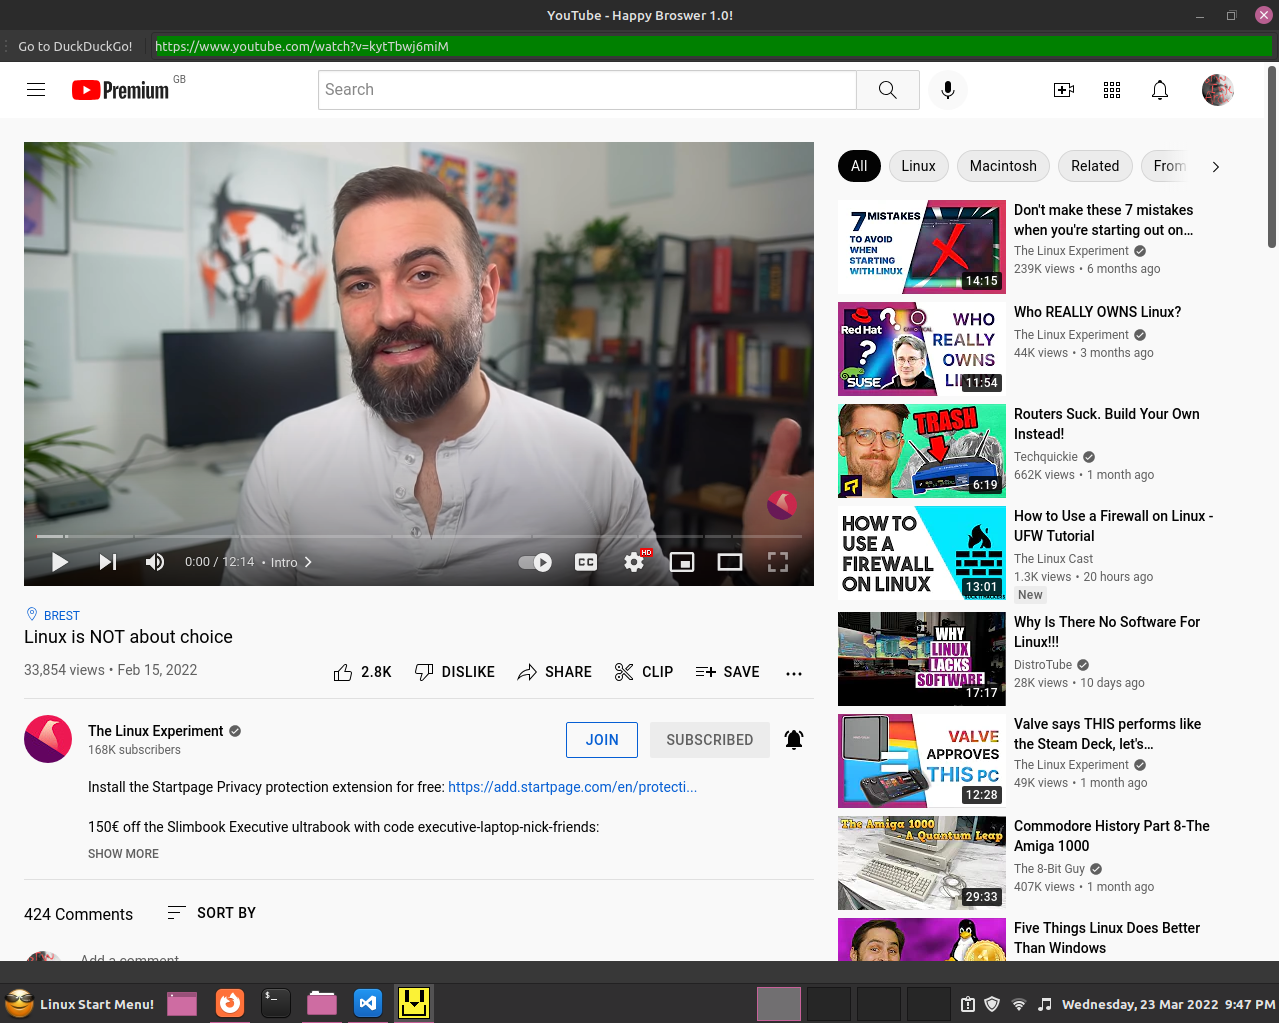 YouTube - Happy Broswer 1.0!
Go to DuckDuckGo!
https://www.youtube.com/watch?v=kytTbwj6miM
Premium GB
Search
0:00 / 12:14 • Intro
CC
HD
BREST
Linux is NOT about choice
33,854 views • Feb 15, 2022
2.8K DISLIKE SHARE CLIP SAVE
The Linux Experiment
168K subscribers
JOIN SUBSCRIBED
Install the Startpage Privacy protection extension for free: https://add.startpage.com/en/protecti...
150€ off the Slimbook Executive ultrabook with code executive-laptop-nick-friends:
SHOW MORE
424 Comments SORT BY
Add a comment
All Linux Macintosh Related From
7 MISTAKES
TO AVOID
WHEN
STARTING
WITH LINUX
14:15
Don't make these 7 mistakes
when you're starting out on…
The Linux Experiment
239K views • 6 months ago
Red Hat
SUSE
WHO
REALLY
OWNS
11:54
Who REALLY OWNS Linux?
The Linux Experiment
44K views • 3 months ago
TRASH
6:19
Routers Suck. Build Your Own
Instead!
Techquickie
662K views • 1 month ago
HOW TO
USE A
FIREWALL
ON LINUX
13:01
How to Use a Firewall on Linux -
UFW Tutorial
The Linux Cast
1.3K views • 20 hours ago
New
WHY
LINUX
LACKS
SOFTWARE
17:17
Why Is There No Software For
Linux!!!
DistroTube
28K views • 10 days ago
VALVE
APPROVES
THIS PC
12:28
Valve says THIS performs like
the Steam Deck, let's…
The Linux Experiment
49K views • 1 month ago
The Amiga 1000
A Quantum Leap
29:33
Commodore History Part 8-The
Amiga 1000
The 8-Bit Guy
407K views • 1 month ago
Five Things Linux Does Better
Than Windows
Linux Start Menu!
Wednesday, 23 Mar 2022 9:47 PM